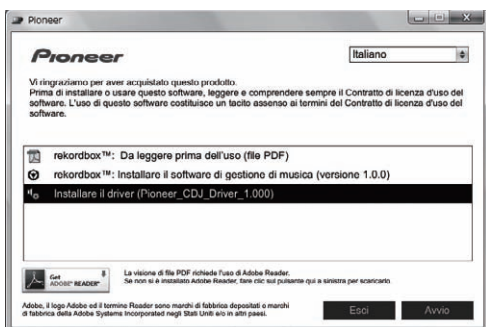 Pioneer
Pioneer
Italiano
Vi ringraziamo per aver acquistato questo prodotto.
Prima di installare o usare questo software, leggere e comprendere sempre il Contratto di licenza d'uso del
software. L'uso di questo software costituisce un tacito assenso ai termini del Contratto di licenza d'uso del
software.
rekordbox™: Da leggere prima dell'uso (file PDF)
rekordbox™: Installare il software di gestione di musica (versione 1.0.0)
Installare il driver (Pioneer_CDJ_Driver_1.000)
Get
ADOBE® READER®
La visione di file PDF richiede l'uso di Adobe Reader.
Se non si è installato Adobe Reader, fare clic sul pulsante qui a sinistra per scaricarlo.
Adobe, il logo Adobe ed il termine Reader sono marchi di fabbrica depositati o marchi
di fabbrica della Adobe Systems Incorporated negli Stati Uniti e/o in altri paesi.
Esci
Avvio